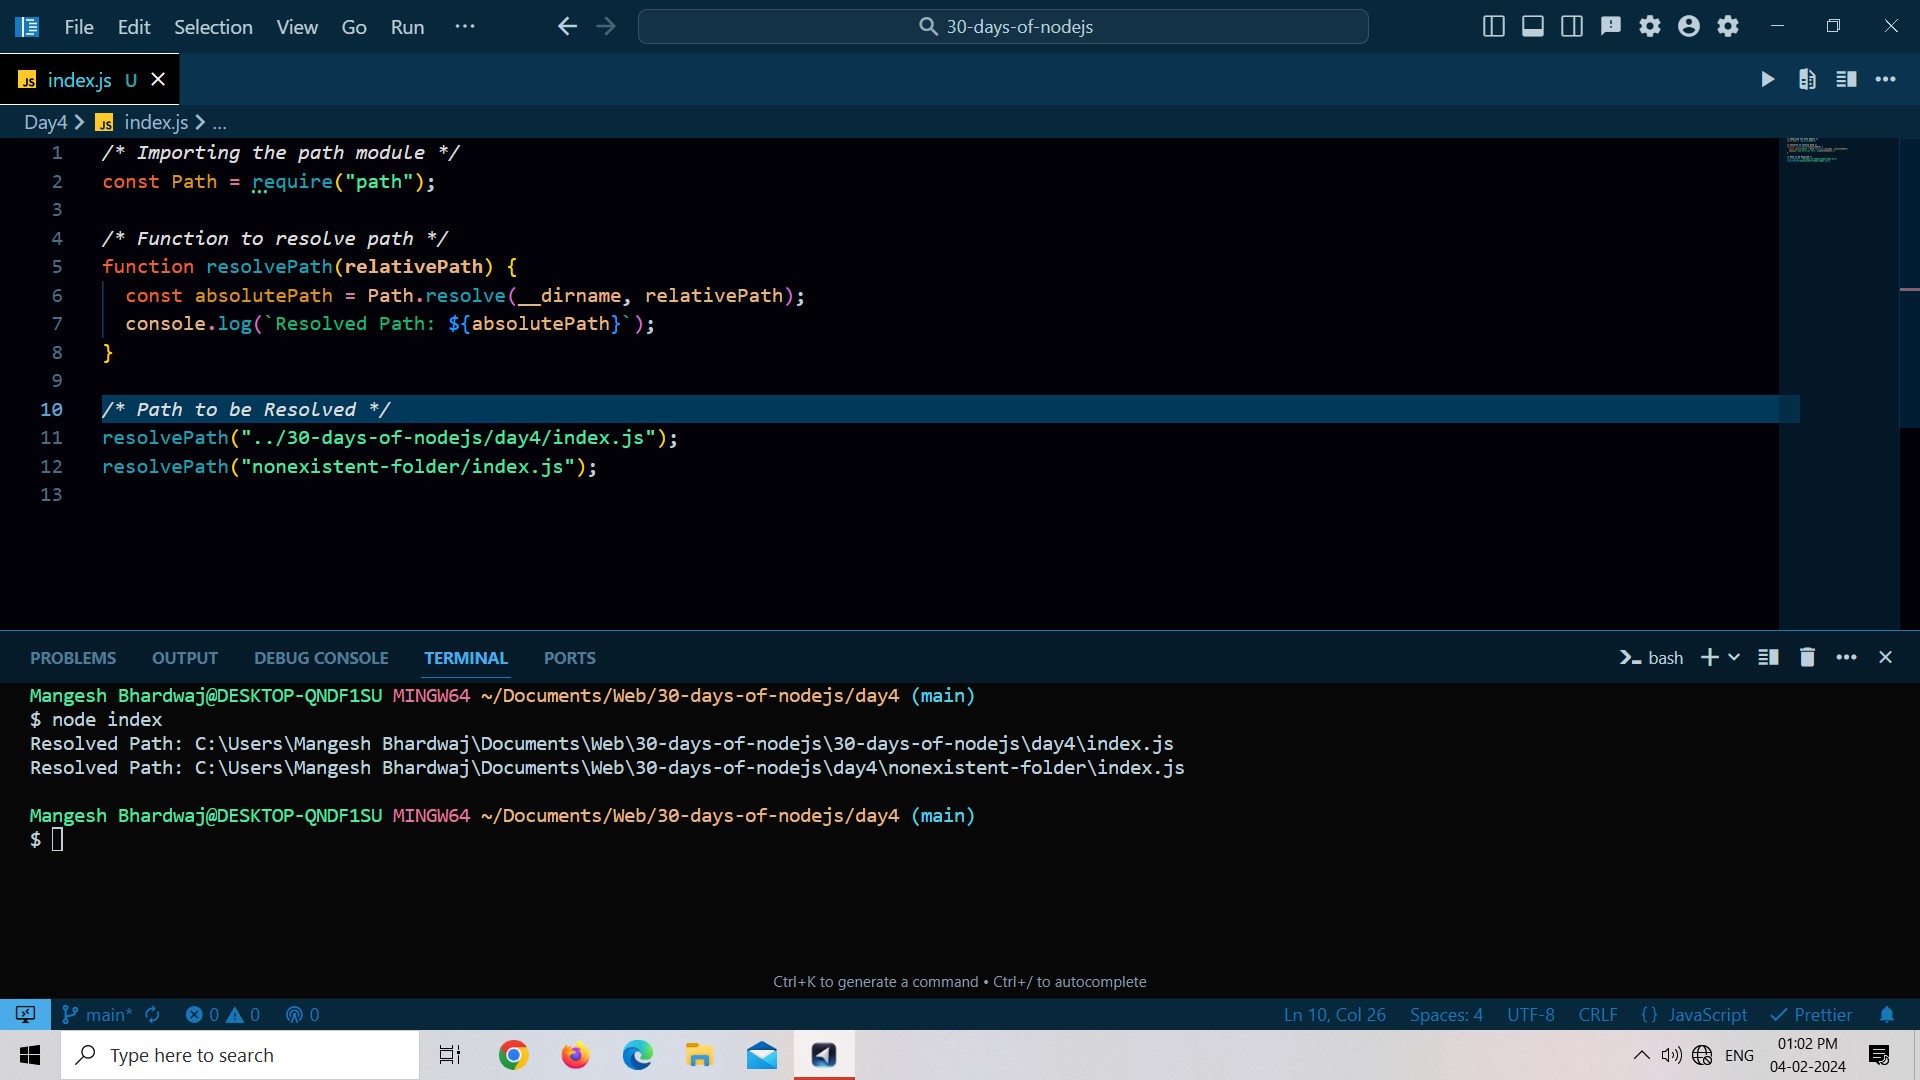 File Edit Selection View Go Run ··· 30-days-of-nodejs
JS index.js U
Day4 > JS index.js > ...
1 /* Importing the path module */
2 const Path = require("path");
3
4 /* Function to resolve path */
5 function resolvePath(relativePath) {
6 const absolutePath = Path.resolve(__dirname, relativePath);
7 console.log(`Resolved Path: ${absolutePath}`);
8 }
9
10 /* Path to be Resolved */
11 resolvePath("../30-days-of-nodejs/day4/index.js");
12 resolvePath("nonexistent-folder/index.js");
13
PROBLEMS OUTPUT DEBUG CONSOLE TERMINAL PORTS bash
Mangesh Bhardwaj@DESKTOP-QNDF1SU MINGW64 ~/Documents/Web/30-days-of-nodejs/day4 (main)
$ node index
Resolved Path: C:\Users\Mangesh Bhardwaj\Documents\Web\30-days-of-nodejs\30-days-of-nodejs\day4\index.js
Resolved Path: C:\Users\Mangesh Bhardwaj\Documents\Web\30-days-of-nodejs\day4\nonexistent-folder\index.js
Mangesh Bhardwaj@DESKTOP-QNDF1SU MINGW64 ~/Documents/Web/30-days-of-nodejs/day4 (main)
$
Ctrl+K to generate a command • Ctrl+/ to autocomplete
main* 0 0 0 Ln 10, Col 26 Spaces: 4 UTF-8 CRLF {} JavaScript Prettier
Type here to search ENG 01:02 PM
04-02-2024